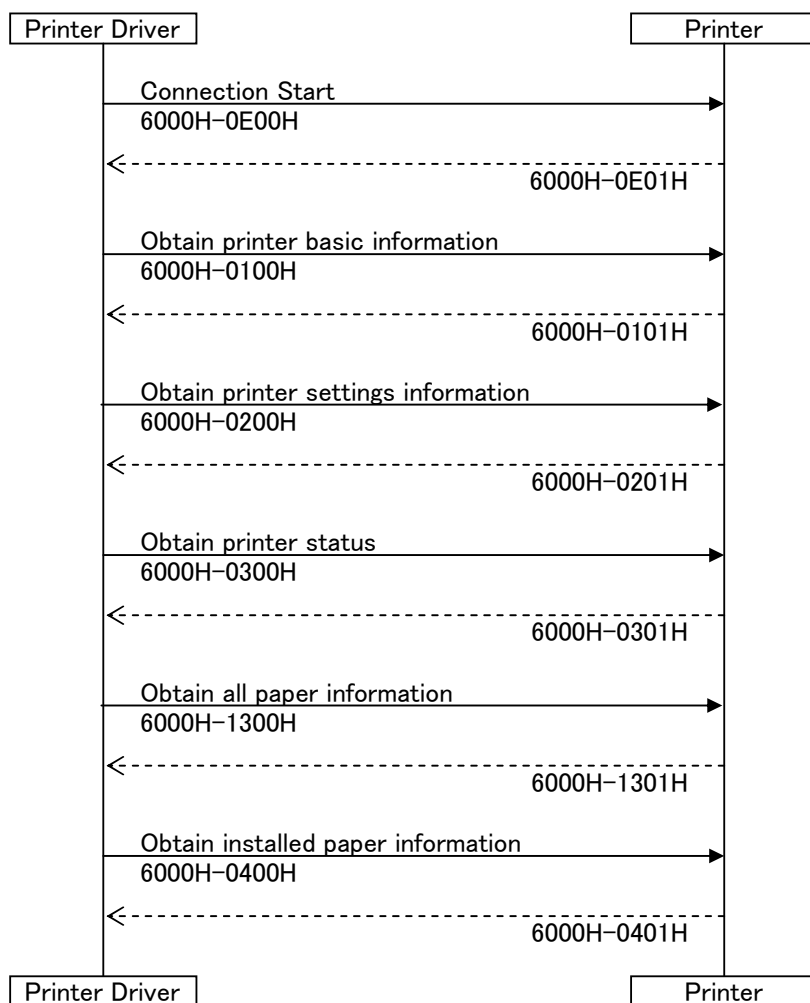 Printer Driver
Printer
Connection Start
6000H-0E00H
6000H-0E01H
Obtain printer basic information
6000H-0100H
6000H-0101H
Obtain printer settings information
6000H-0200H
6000H-0201H
Obtain printer status
6000H-0300H
6000H-0301H
Obtain all paper information
6000H-1300H
6000H-1301H
Obtain installed paper information
6000H-0400H
6000H-0401H
Printer Driver
Printer